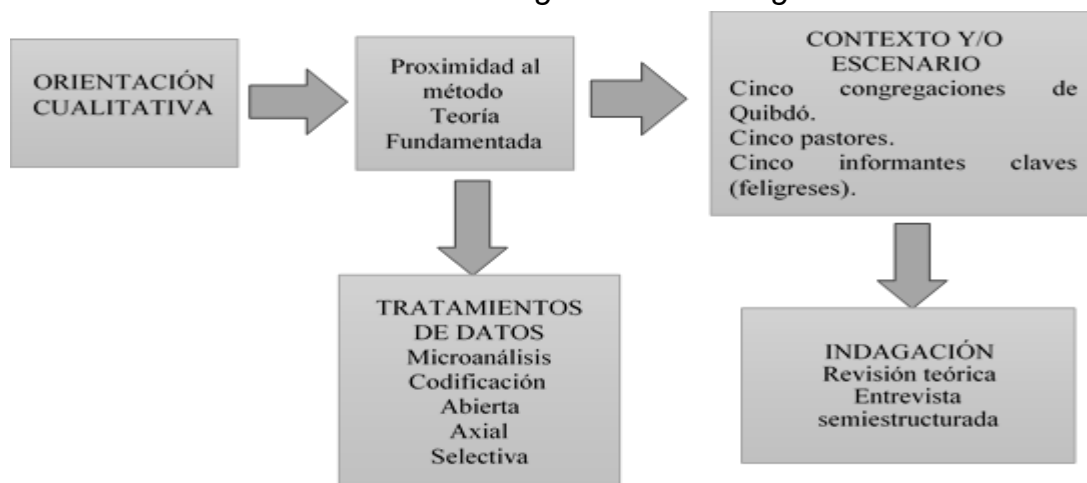 ORIENTACIÓN
CUALITATIVA
Proximidad al
método
Teoría
Fundamentada
CONTEXTO Y/O
ESCENARIO
Cinco congregaciones de
Quibdó.
Cinco pastores.
Cinco informantes claves
(feligreses).
TRATAMIENTOS
DE DATOS
Microanálisis
Codificación
Abierta
Axial
Selectiva
INDAGACIÓN
Revisión teórica
Entrevista
semiestructurada